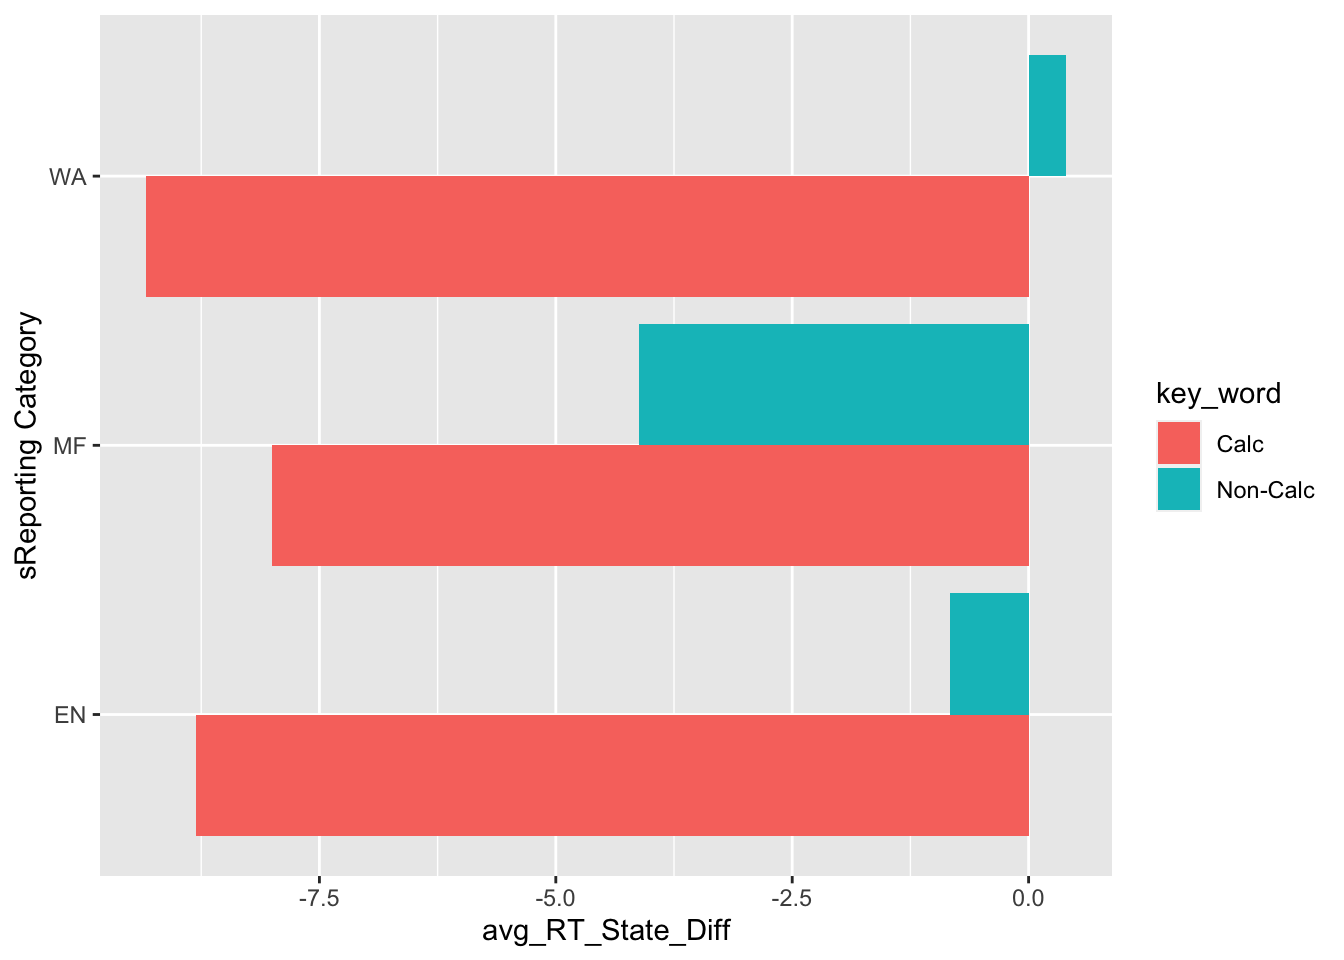 WA
MF
EN
sReporting Category
-7.5
-5.0
-2.5
0.0
avg_RT_State_Diff
key_word
Calc
Non-Calc